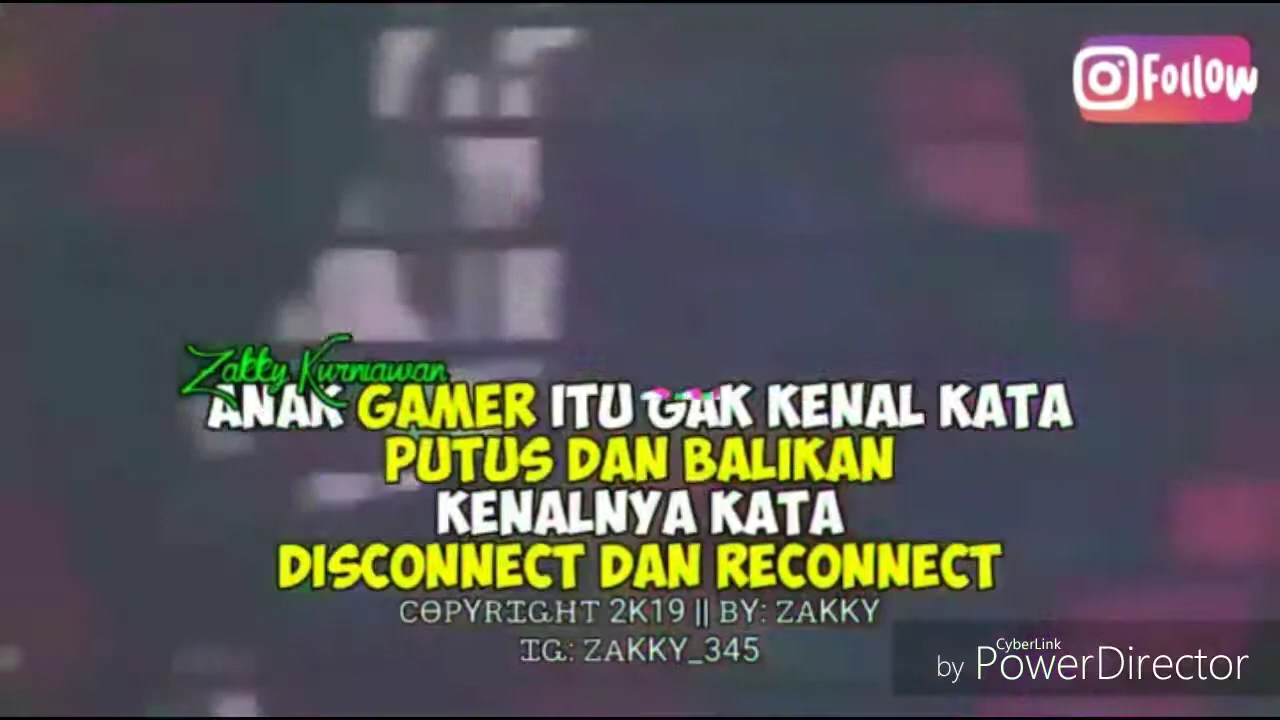 Follow
Zakky Kurniawan
ANAK GAMER ITU GAK KENAL KATA
PUTUS DAN BALIKAN
KENALNYA KATA
DISCONNECT DAN RECONNECT
COPYRIGHT 2K19 || BY: ZAKKY
IG: ZAKKY_345
CyberLink
by PowerDirector